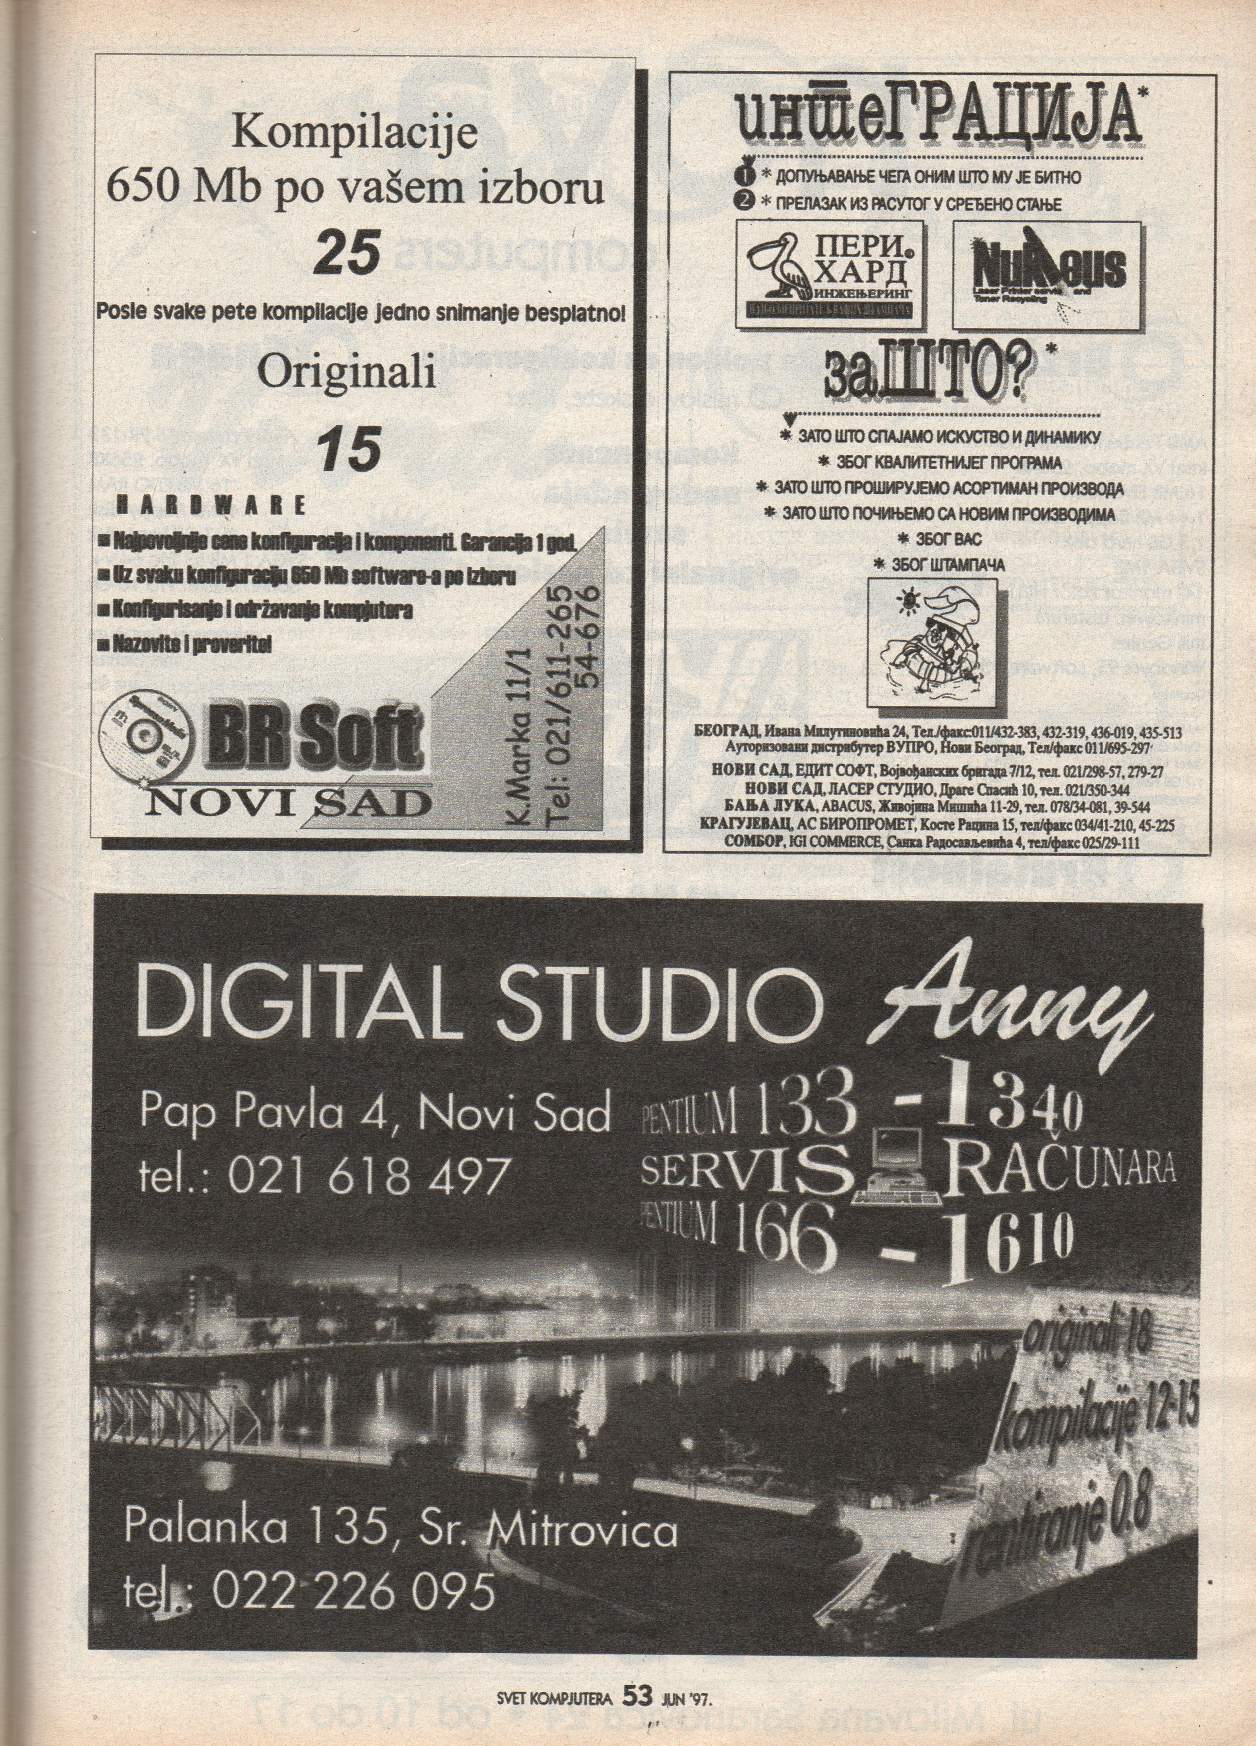 Kompilacije
650 Mb po vašem izboru
25
Posle svake pete kompilacije jedno snimanje besplatno!
Originali
15
HARDWARE
Najpovoljnije cene konfiguracija i komponenti. Garancija 1 god.
Uz svaku konfiguraciju 650 Mb software-a po izboru
Konfigurisanje i održavanje kompjutera
Nazovite i proverite!
BR Soft
NOVI SAD
K.Marka 11/1
Tel: 021/611-265
54-676
инṻеГРАЦИЈА*
1 * ДОПУЊАВАЊЕ ЧЕГА ОНИМ ШТО МУ ЈЕ БИТНО
2 * ПРЕЛАЗАК ИЗ РАСУТОГ У СРЕЂЕНО СТАЊЕ
ПЕРИ.
ХАРД
ИНЖЕЊЕРИНГ
Laser Printer service and
Toner Recycling
заШТО?*
* ЗАТО ШТО СПАЈАМО ИСКУСТВО И ДИНАМИКУ
* ЗБОГ КВАЛИТЕТНИЈЕГ ПРОГРАМА
* ЗАТО ШТО ПРОШИРУЈЕМО АСОРТИМАН ПРОИЗВОДА
* ЗАТО ШТО ПОЧИЊЕМО СА НОВИМ ПРОИЗВОДИМА
* ЗБОГ ВАС
* ЗБОГ ШТАМПАЧА
БЕОГРАД, Ивана Милутиновића 24, Тел./факс:011/432-383, 432-319, 436-019, 435-513
Ауторизовани дистрибутер ВУПРО, Нови Београд, Тел/факс 011/695-297
НОВИ САД, ЕДИТ СОФТ, Војвођанских бригада 7/12, тел. 021/298-57, 279-27
НОВИ САД, ЛАСЕР СТУДИО, Драге Спасић 10, тел. 021/350-344
БАЊА ЛУКА, ABACUS, Живојина Мишића 11-29, тел. 078/34-081, 39-544
КРАГУЈЕВАЦ, АС БИРОПРОМЕТ, Косте Рацина 15, тел/факс 034/41-210, 45-225
СОМБОР, IGI COMMERCE, Санка Радосављевића 4, тел/факс 025/29-111
DIGITAL STUDIO Anny
Pap Pavla 4, Novi Sad
tel.: 021 618 497
PENTIUM 133 - 1340
SERVIS RAČUNARA
PENTIUM 166 - 1610
originali 18
kompilacije 12-15
rentiranje 0.8
Palanka 135, Sr. Mitrovica
tel.: 022 226 095
SVET KOMPJUTERA 53 JUN '97.